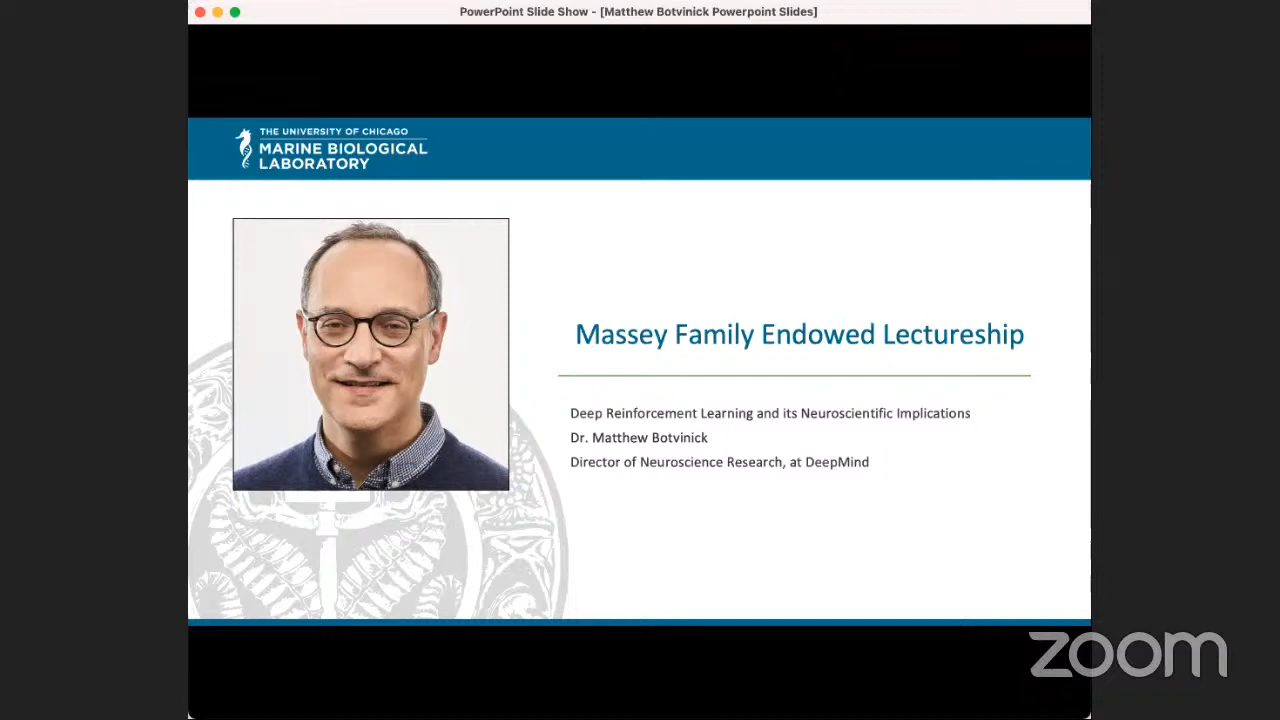 PowerPoint Slide Show - [Matthew Botvinick Powerpoint Slides]
THE UNIVERSITY OF CHICAGO
MARINE BIOLOGICAL
LABORATORY
Massey Family Endowed Lectureship
Deep Reinforcement Learning and its Neuroscientific Implications
Dr. Matthew Botvinick
Director of Neuroscience Research, at DeepMind
zoom